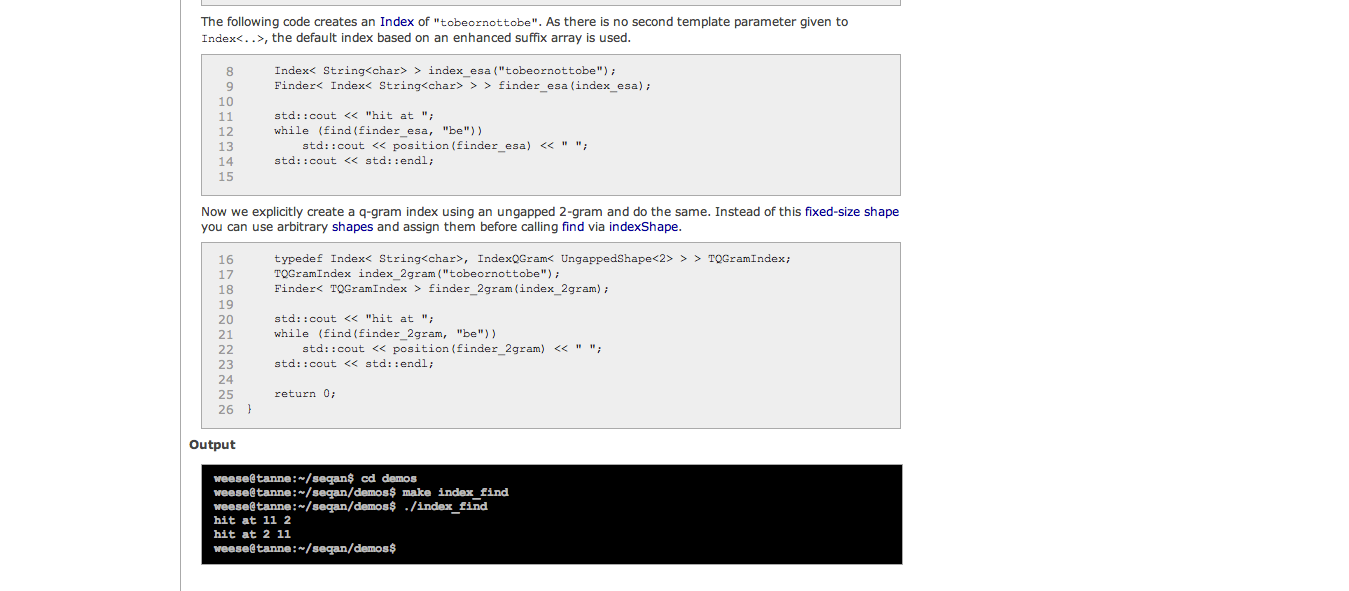 The following code creates an Index of "tobeornottobe". As there is no second template parameter given to
Index<..>, the default index based on an enhanced suffix array is used.
8 Index< String<char> > index_esa("tobeornottobe");
9 Finder< Index< String<char> > > finder_esa(index_esa);
10
11 std::cout << "hit at ";
12 while (find(finder_esa, "be"))
13 std::cout << position(finder_esa) << " ";
14 std::cout << std::endl;
15
Now we explicitly create a q-gram index using an ungapped 2-gram and do the same. Instead of this fixed-size shape
you can use arbitrary shapes and assign them before calling find via indexShape.
16 typedef Index< String<char>, IndexQGram< UngappedShape<2> > > TQGramIndex;
17 TQGramIndex index_2gram("tobeornottobe");
18 Finder< TQGramIndex > finder_2gram(index_2gram);
19
20 std::cout << "hit at ";
21 while (find(finder_2gram, "be"))
22 std::cout << position(finder_2gram) << " ";
23 std::cout << std::endl;
24
25 return 0;
26 }
Output
weese@tanne:~/seqan$ cd demos
weese@tanne:~/seqan/demos$ make index_find
weese@tanne:~/seqan/demos$ ./index_find
hit at 11 2
hit at 2 11
weese@tanne:~/seqan/demos$